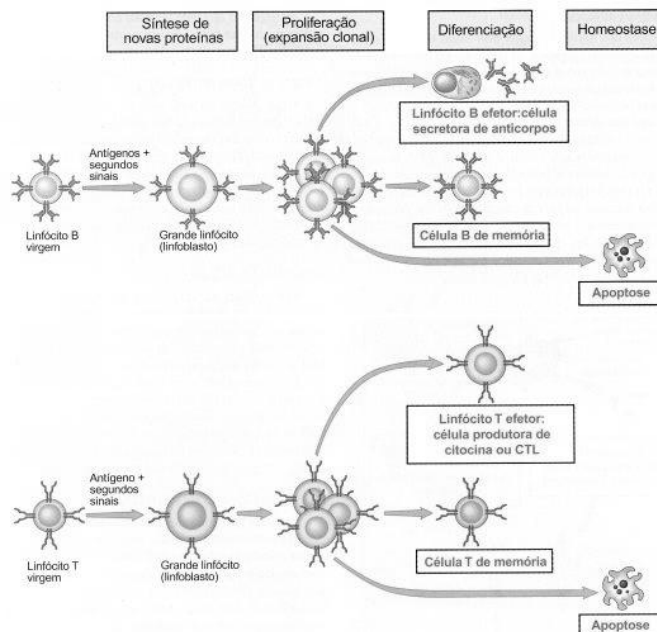 Síntese de
novas proteínas
Proliferação
(expansão clonal)
Diferenciação
Homeostase
Linfócito B efetor:célula
secretora de anticorpos
Antígenos +
segundos
sinais
Linfócito B
virgem
Grande linfócito
(linfoblasto)
Célula B de memória
Apoptose
Linfócito T efetor:
célula produtora de
citocina ou CTL
Antígeno +
segundos
sinais
Linfócito T
virgem
Grande linfócito
(linfoblasto)
Célula T de memória
Apoptose